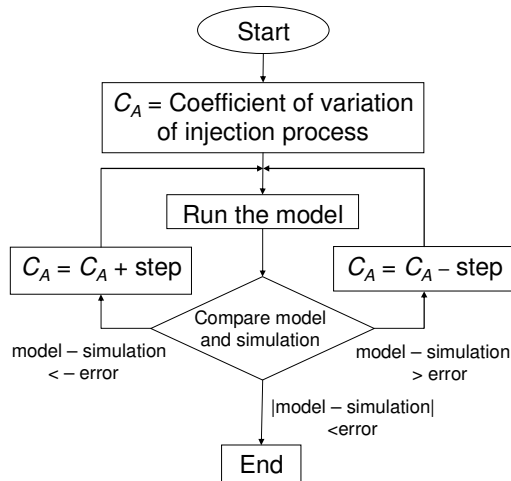 Start
C_A = Coefficient of variation
of injection process
Run the model
C_A = C_A + step
C_A = C_A – step
Compare model
and simulation
model – simulation
< – error
model – simulation
> error
|model – simulation|
<error
End